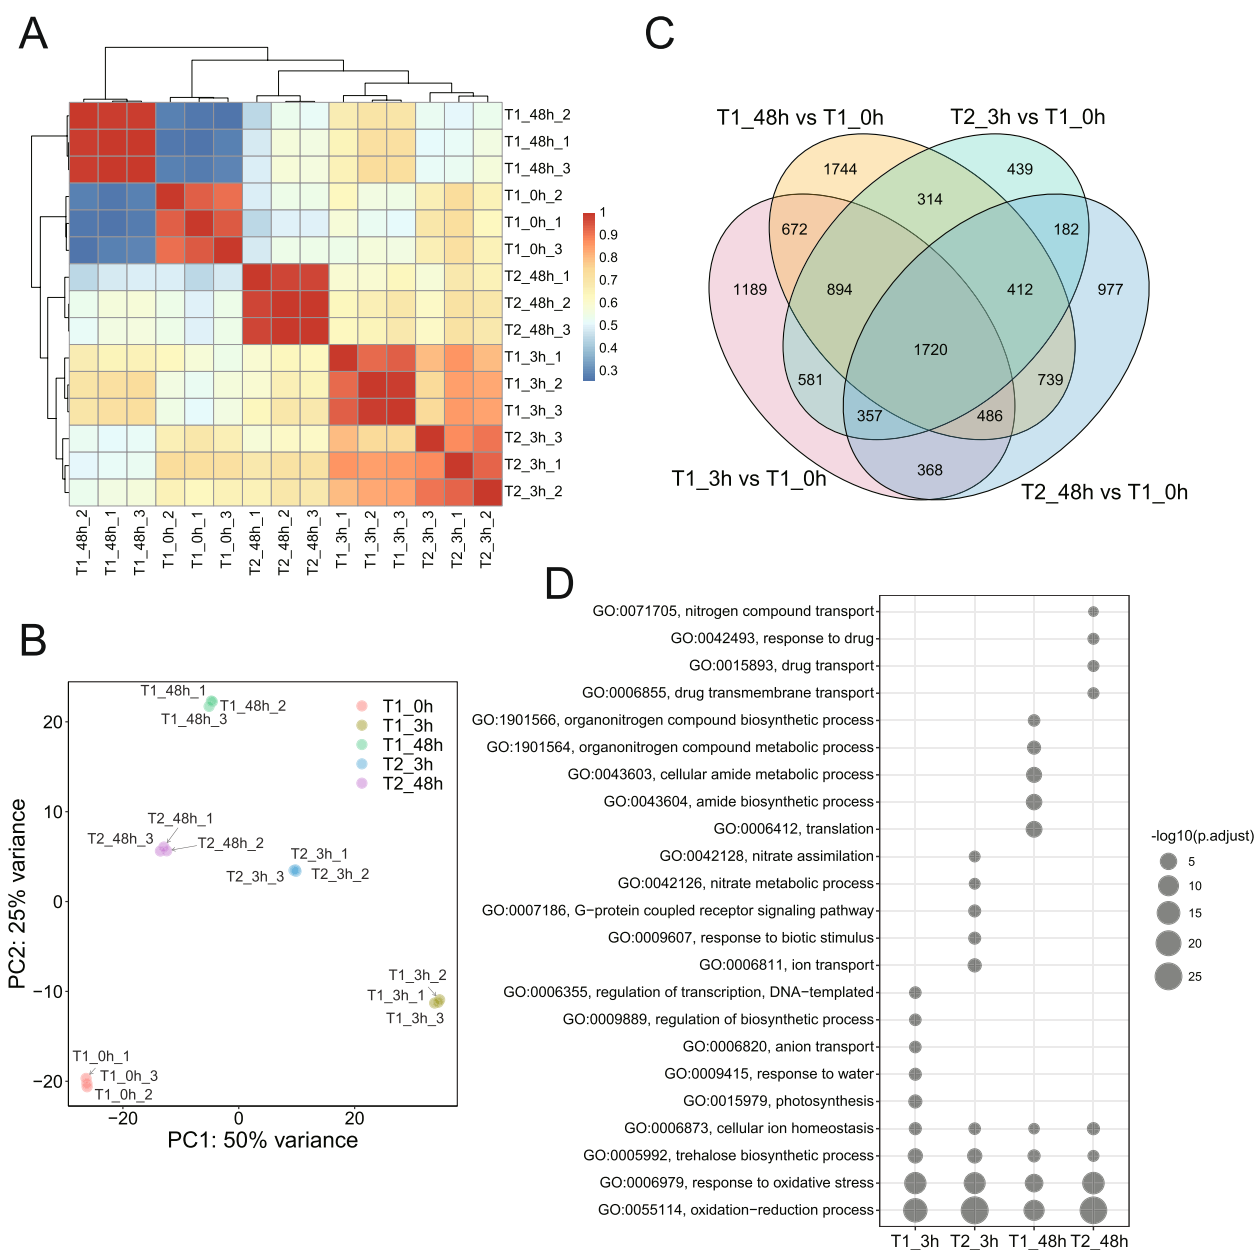 A
T1_48h_2
T1_48h_1
T1_48h_3
T1_0h_2
T1_0h_1
T1_0h_3
T2_48h_1
T2_48h_2
T2_48h_3
T1_3h_1
T1_3h_2
T1_3h_3
T2_3h_3
T2_3h_1
T2_3h_2
1
0.9
0.8
0.7
0.6
0.5
0.4
0.3
T1_48h_2
T1_48h_1
T1_48h_3
T1_0h_2
T1_0h_1
T1_0h_3
T2_48h_1
T2_48h_2
T2_48h_3
T1_3h_1
T1_3h_2
T1_3h_3
T2_3h_3
T2_3h_1
T2_3h_2
B
PC2: 25% variance
20
10
0
−10
−20
T1_48h_1
T1_48h_2
T1_48h_3
T2_48h_1
T2_48h_3
T2_48h_2
T2_3h_1
T2_3h_3
T2_3h_2
T1_3h_2
T1_3h_1
T1_3h_3
T1_0h_1
T1_0h_3
T1_0h_2
T1_0h
T1_3h
T1_48h
T2_3h
T2_48h
−20
0
20
PC1: 50% variance
C
T1_48h vs T1_0h
T2_3h vs T1_0h
1744
439
314
672
182
1189
894
412
977
1720
581
739
357
486
368
T1_3h vs T1_0h
T2_48h vs T1_0h
D
GO:0071705, nitrogen compound transport
GO:0042493, response to drug
GO:0015893, drug transport
GO:0006855, drug transmembrane transport
GO:1901566, organonitrogen compound biosynthetic process
GO:1901564, organonitrogen compound metabolic process
GO:0043603, cellular amide metabolic process
GO:0043604, amide biosynthetic process
GO:0006412, translation
GO:0042128, nitrate assimilation
GO:0042126, nitrate metabolic process
GO:0007186, G−protein coupled receptor signaling pathway
GO:0009607, response to biotic stimulus
GO:0006811, ion transport
GO:0006355, regulation of transcription, DNA−templated
GO:0009889, regulation of biosynthetic process
GO:0006820, anion transport
GO:0009415, response to water
GO:0015979, photosynthesis
GO:0006873, cellular ion homeostasis
GO:0005992, trehalose biosynthetic process
GO:0006979, response to oxidative stress
GO:0055114, oxidation−reduction process
T1_3h
T2_3h
T1_48h
T2_48h
-log10(p.adjust)
5
10
15
20
25